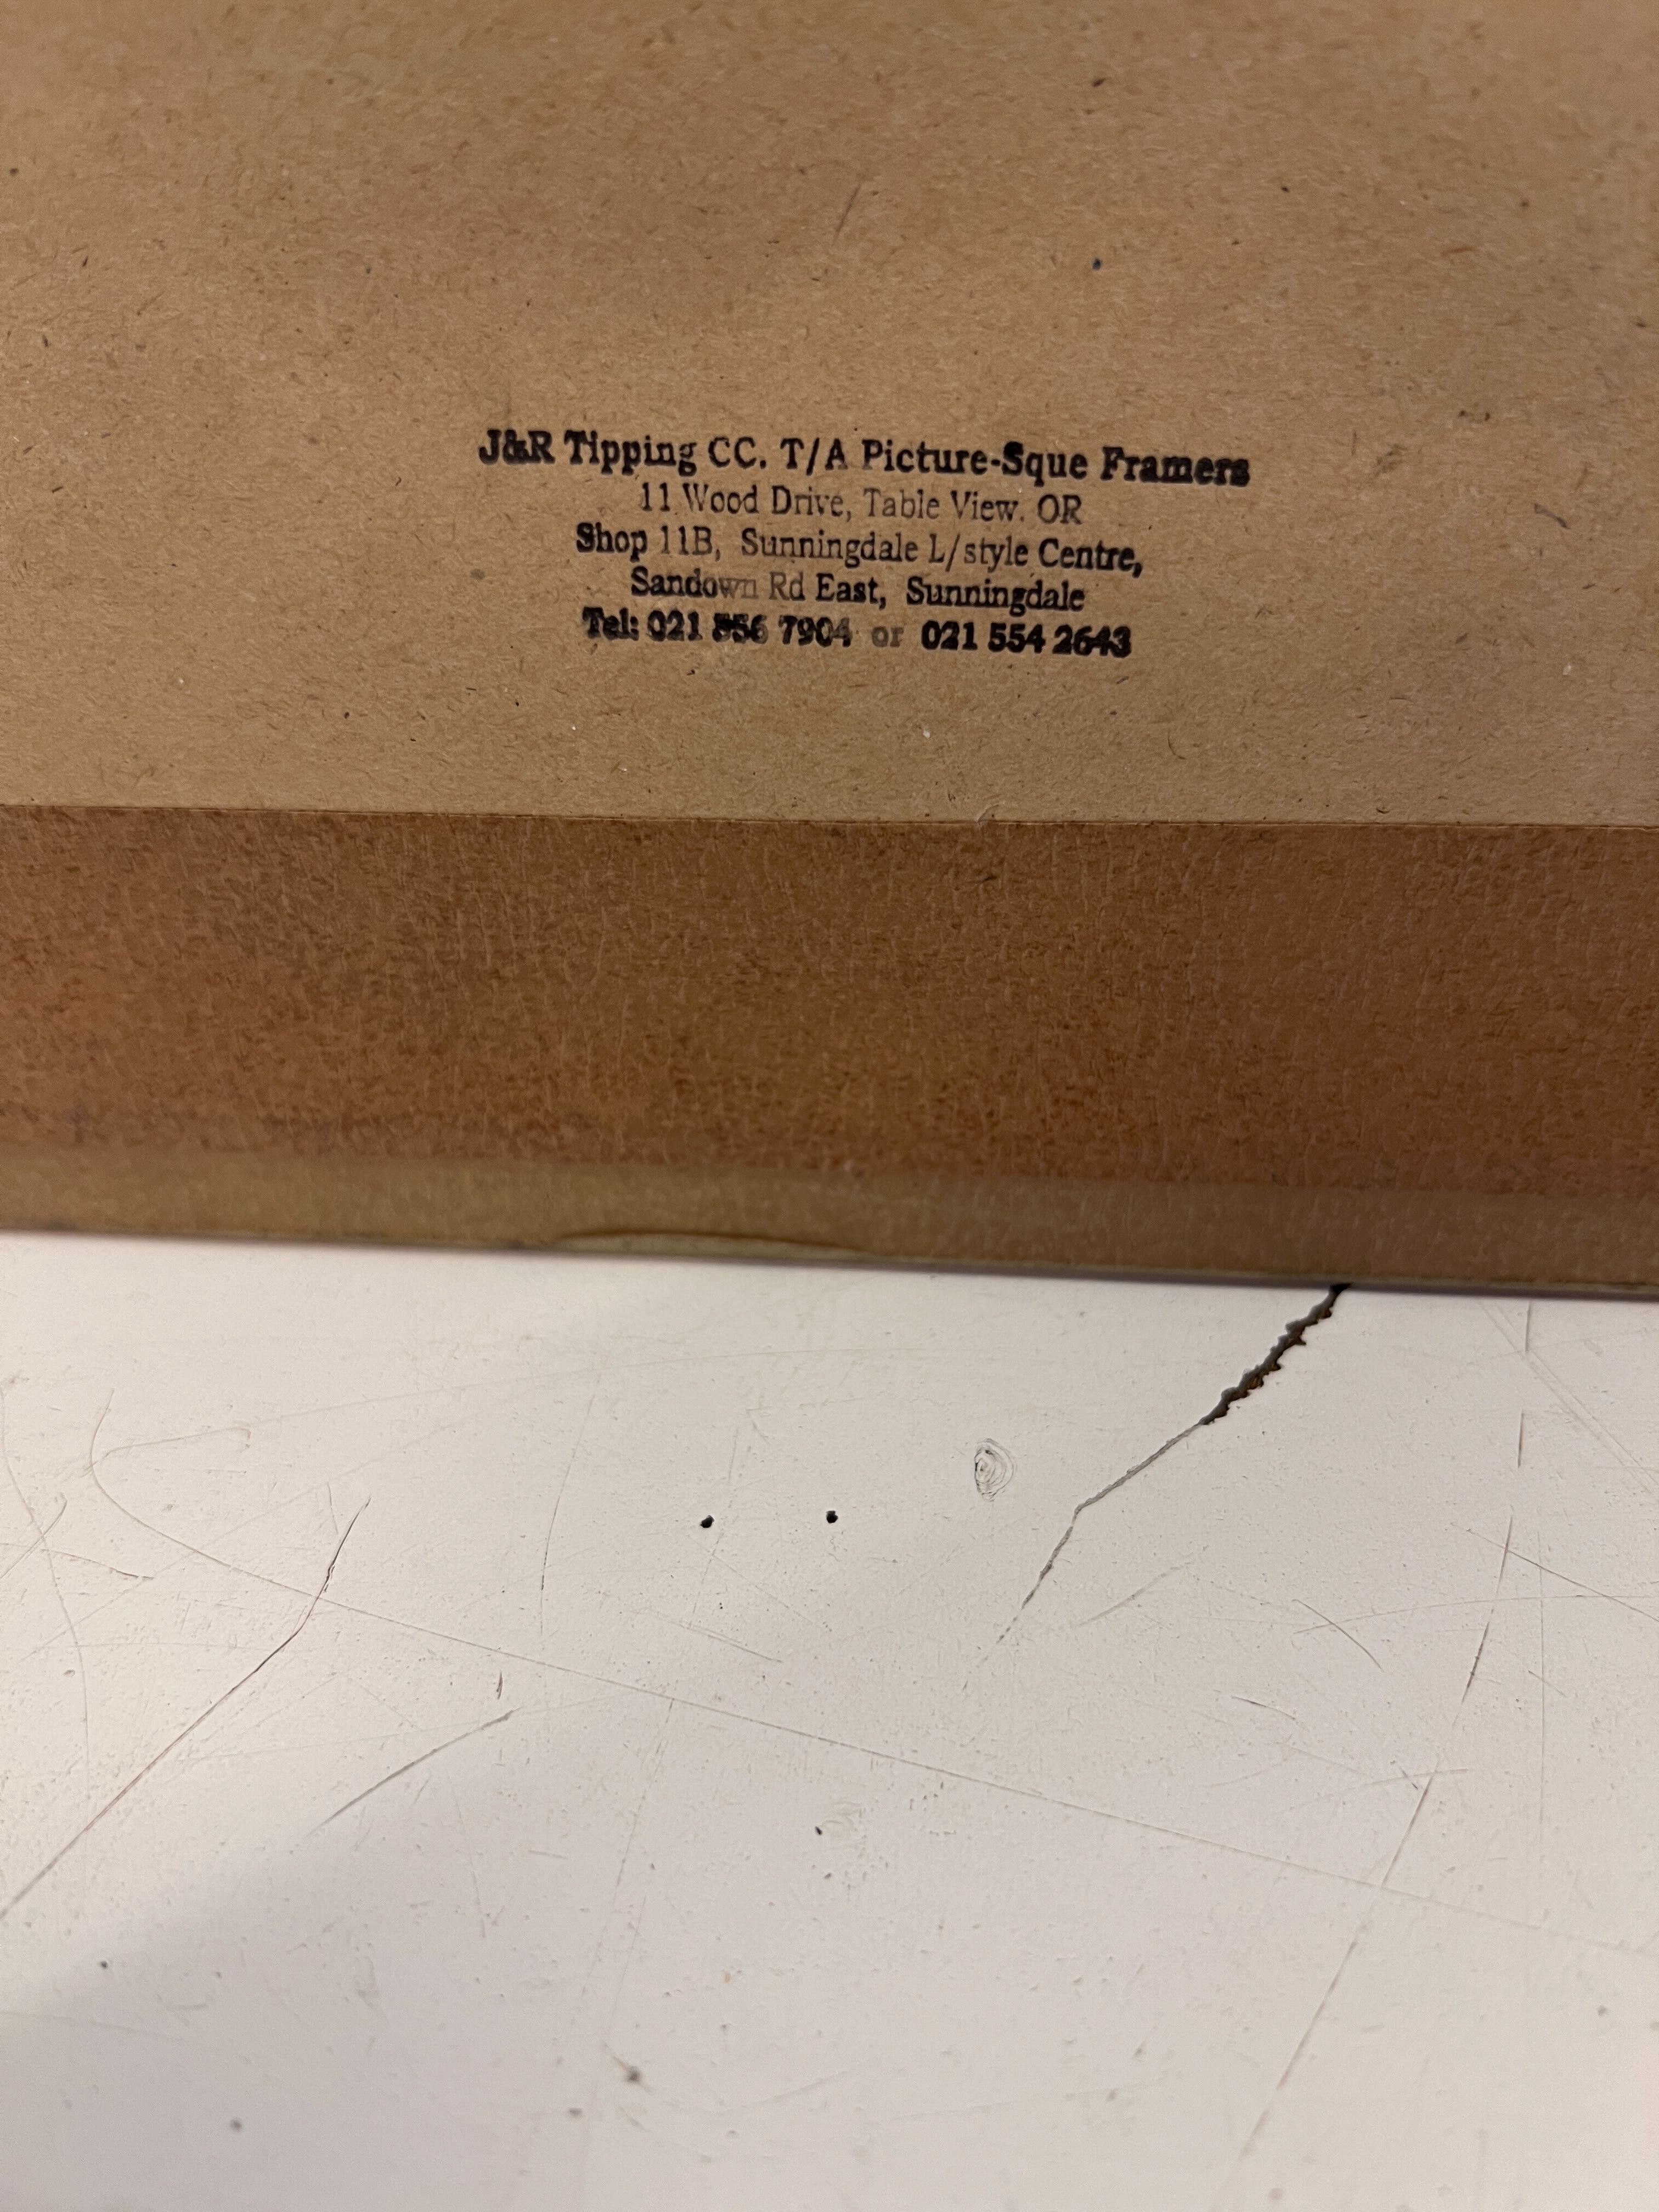 J&R Tipping CC. T/A Picture-Sque Framers
11 Wood Drive, Table View. OR
Shop 11B, Sunningdale L/style Centre,
Sandown Rd East, Sunningdale
Tel: 021 556 7904 or 021 554 2643